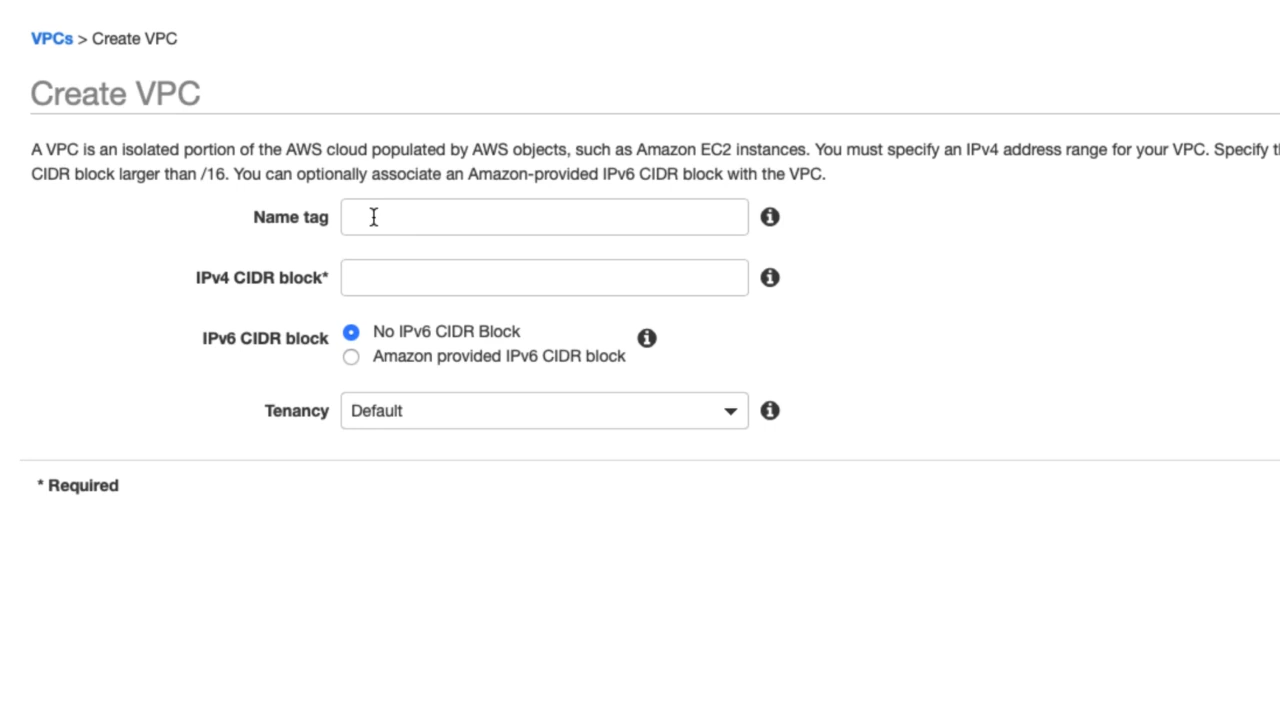 VPCs > Create VPC
Create VPC
A VPC is an isolated portion of the AWS cloud populated by AWS objects, such as Amazon EC2 instances. You must specify an IPv4 address range for your VPC. Specify
CIDR block larger than /16. You can optionally associate an Amazon-provided IPv6 CIDR block with the VPC.
Name tag
IPv4 CIDR block*
IPv6 CIDR block
No IPv6 CIDR Block
Amazon provided IPv6 CIDR block
Tenancy Default
* Required